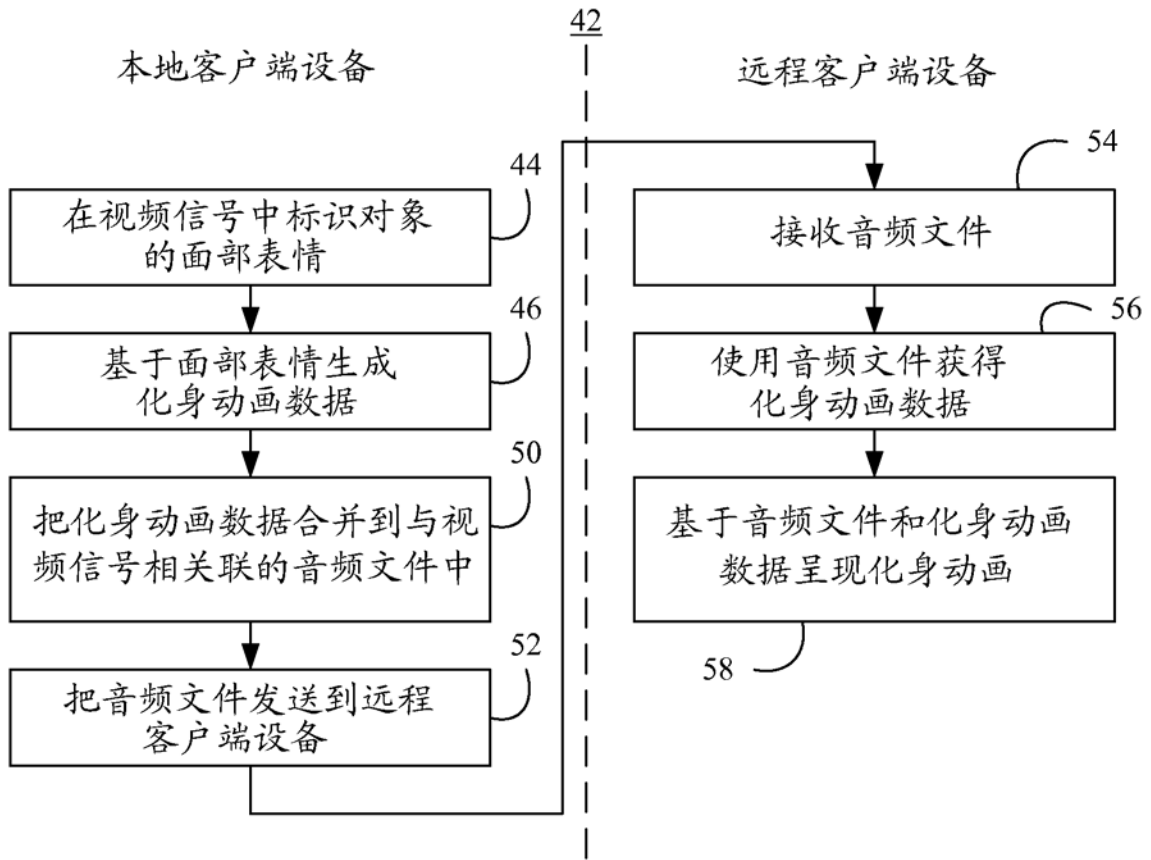 42
本地客户端设备
远程客户端设备
44
在视频信号中标识对象
的面部表情
46
基于面部表情生成
化身动画数据
50
把化身动画数据合并到与视
频信号相关联的音频文件中
52
把音频文件发送到远程
客户端设备
54
接收音频文件
56
使用音频文件获得
化身动画数据
基于音频文件和化身动画
数据呈现化身动画
58